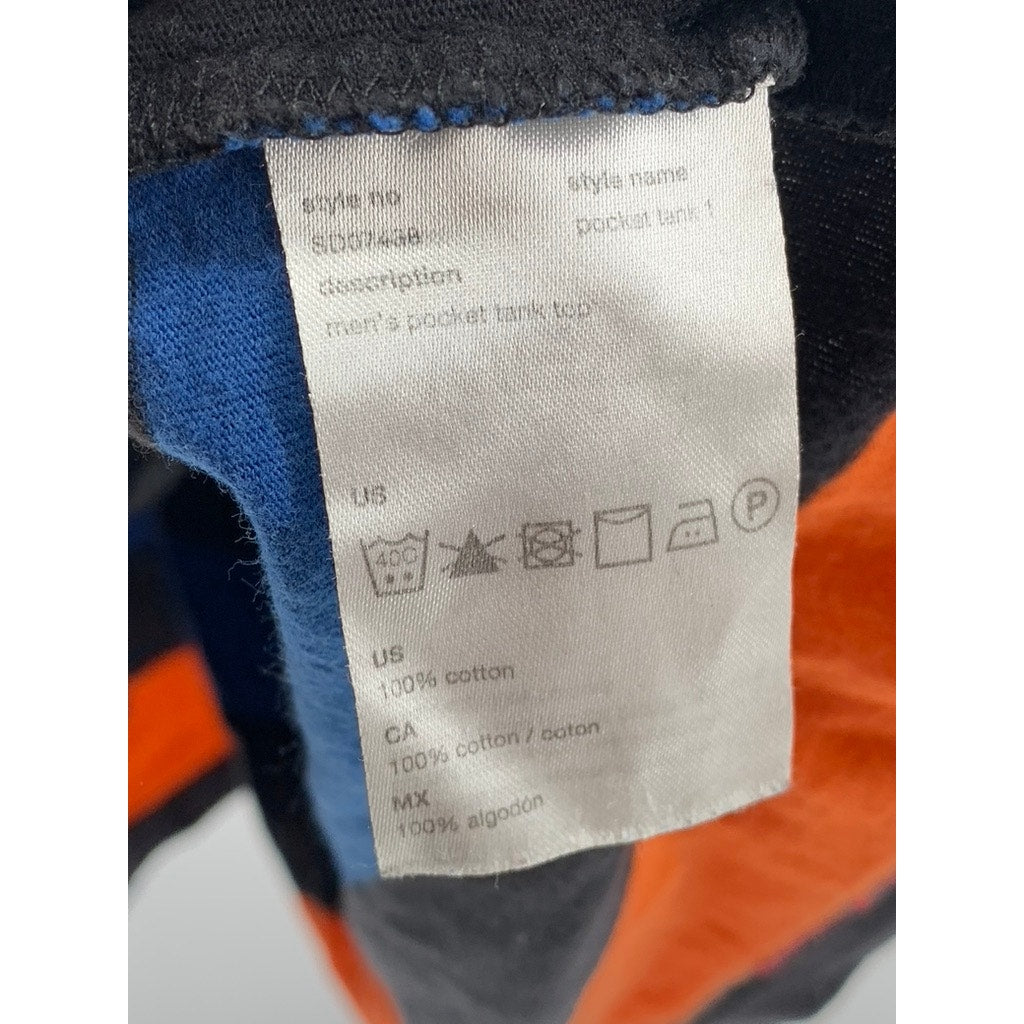 style no
style name
pocket tank 1
description
men's pocket tank top
US
40C
P
US
100% cotton
CA
100% cotton / coton
MX
100% algodón